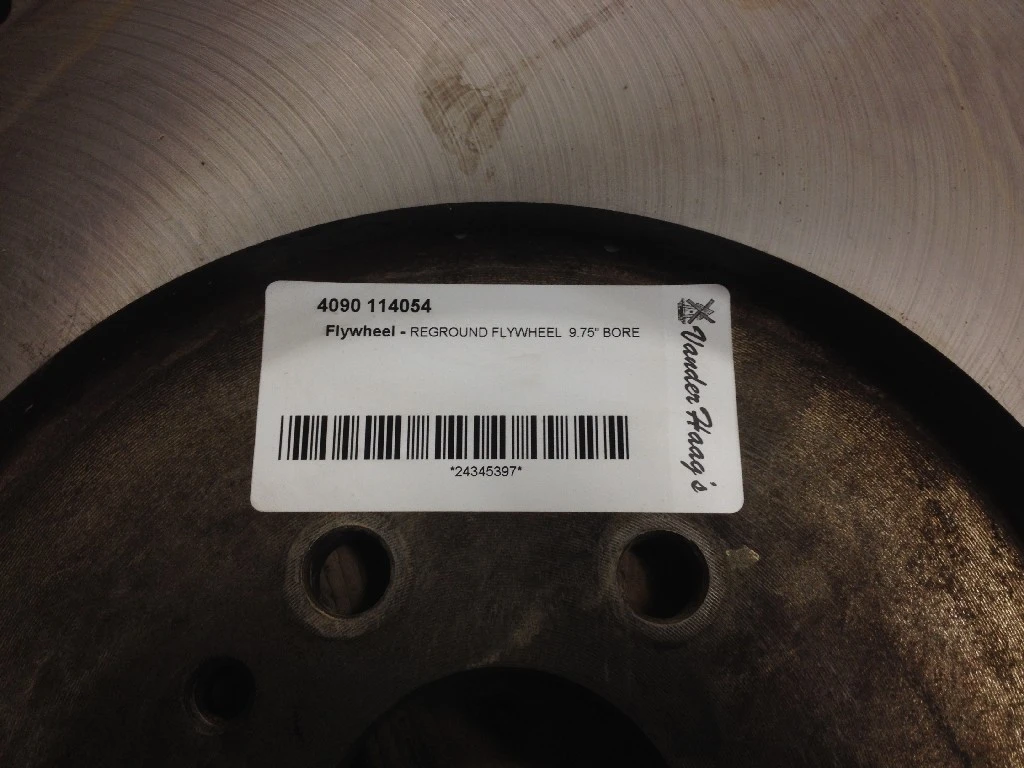 4090 114054
Flywheel - REGROUND FLYWHEEL 9.75" BORE
*24345397*
Vander Haag's